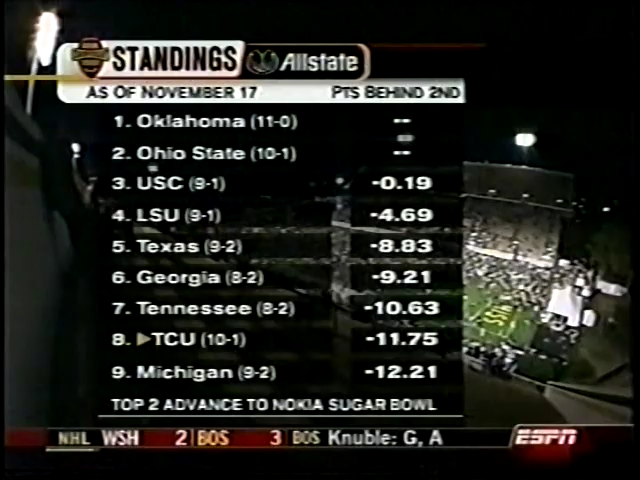 STANDINGS Allstate
AS OF NOVEMBER 17 PTS BEHIND 2ND
1. Oklahoma (11-0) --
2. Ohio State (10-1) --
3. USC (9-1) -0.19
4. LSU (9-1) -4.69
5. Texas (9-2) -8.83
6. Georgia (8-2) -9.21
7. Tennessee (8-2) -10.63
8. ▶TCU (10-1) -11.75
9. Michigan (9-2) -12.21
TOP 2 ADVANCE TO NOKIA SUGAR BOWL
NHL WSH 2 BOS 3 BOS Knuble: G, A ESPN